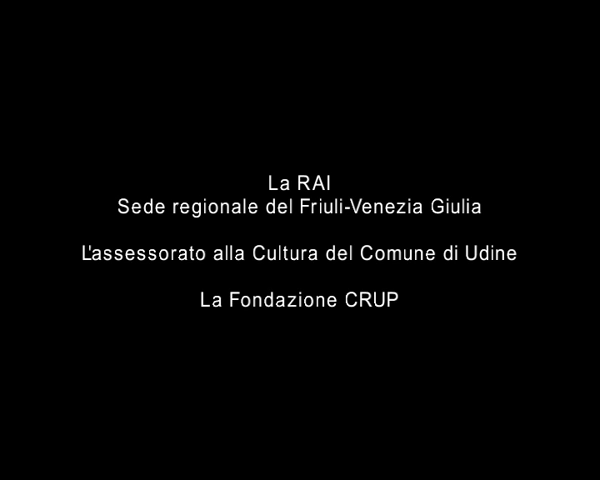 La RAI
Sede regionale del Friuli-Venezia Giulia
L'assessorato alla Cultura del Comune di Udine
La Fondazione CRUP